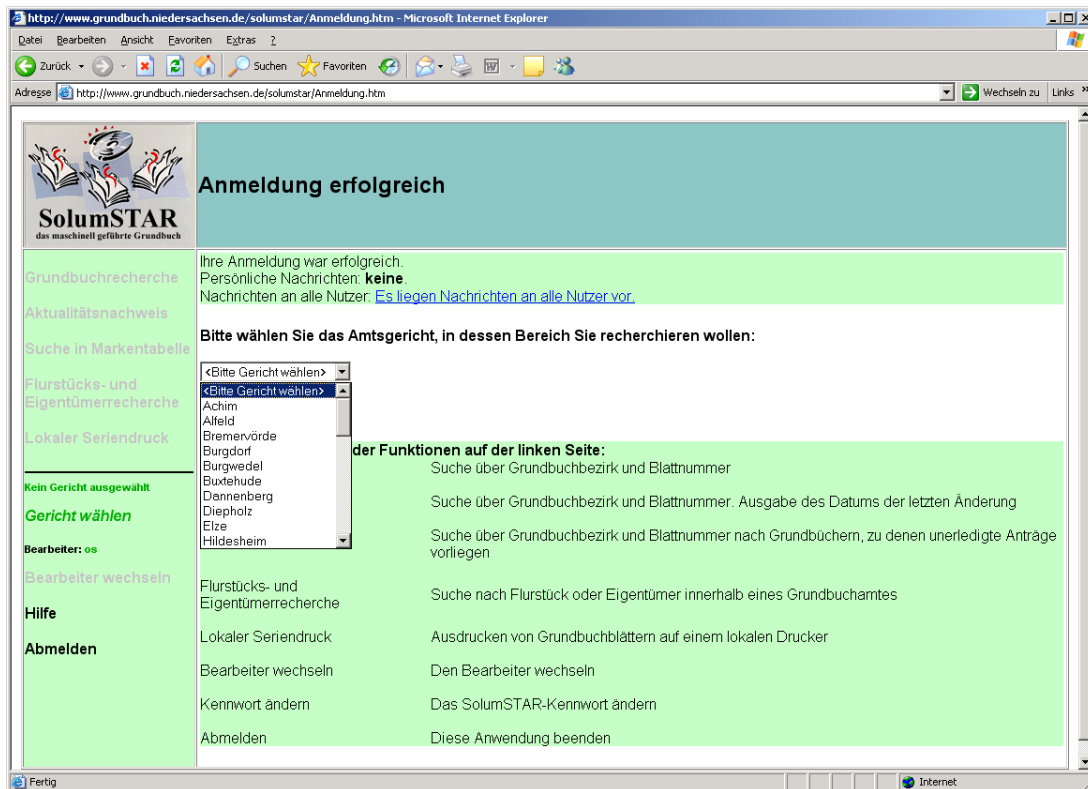 http://www.grundbuch.niedersachsen.de/solumstar/Anmeldung.htm - Microsoft Internet Explorer
Datei Bearbeiten Ansicht Favoriten Extras ?
Zurück Suchen Favoriten
Adresse http://www.grundbuch.niedersachsen.de/solumstar/Anmeldung.htm Wechseln zu Links »
SolumSTAR
das maschinell geführte Grundbuch
Anmeldung erfolgreich
Grundbuchrecherche
Aktualitätsnachweis
Suche in Markentabelle
Flurstücks- und
Eigentümerrecherche
Lokaler Seriendruck
Kein Gericht ausgewählt
Gericht wählen
Bearbeiter: os
Bearbeiter wechseln
Hilfe
Abmelden
Ihre Anmeldung war erfolgreich.
Persönliche Nachrichten: keine.
Nachrichten an alle Nutzer: Es liegen Nachrichten an alle Nutzer vor.
Bitte wählen Sie das Amtsgericht, in dessen Bereich Sie recherchieren wollen:
<Bitte Gericht wählen>
<Bitte Gericht wählen>
Achim
Alfeld
Bremervörde
Burgdorf
Burgwedel
Buxtehude
Dannenberg
Diepholz
Elze
Hildesheim
der Funktionen auf der linken Seite:
Suche über Grundbuchbezirk und Blattnummer
Suche über Grundbuchbezirk und Blattnummer. Ausgabe des Datums der letzten Änderung
Suche über Grundbuchbezirk und Blattnummer nach Grundbüchern, zu denen unerledigte Anträge
vorliegen
Flurstücks- und
Eigentümerrecherche
Suche nach Flurstück oder Eigentümer innerhalb eines Grundbuchamtes
Lokaler Seriendruck Ausdrucken von Grundbuchblättern auf einem lokalen Drucker
Bearbeiter wechseln Den Bearbeiter wechseln
Kennwort ändern Das SolumSTAR-Kennwort ändern
Abmelden Diese Anwendung beenden
Fertig Internet